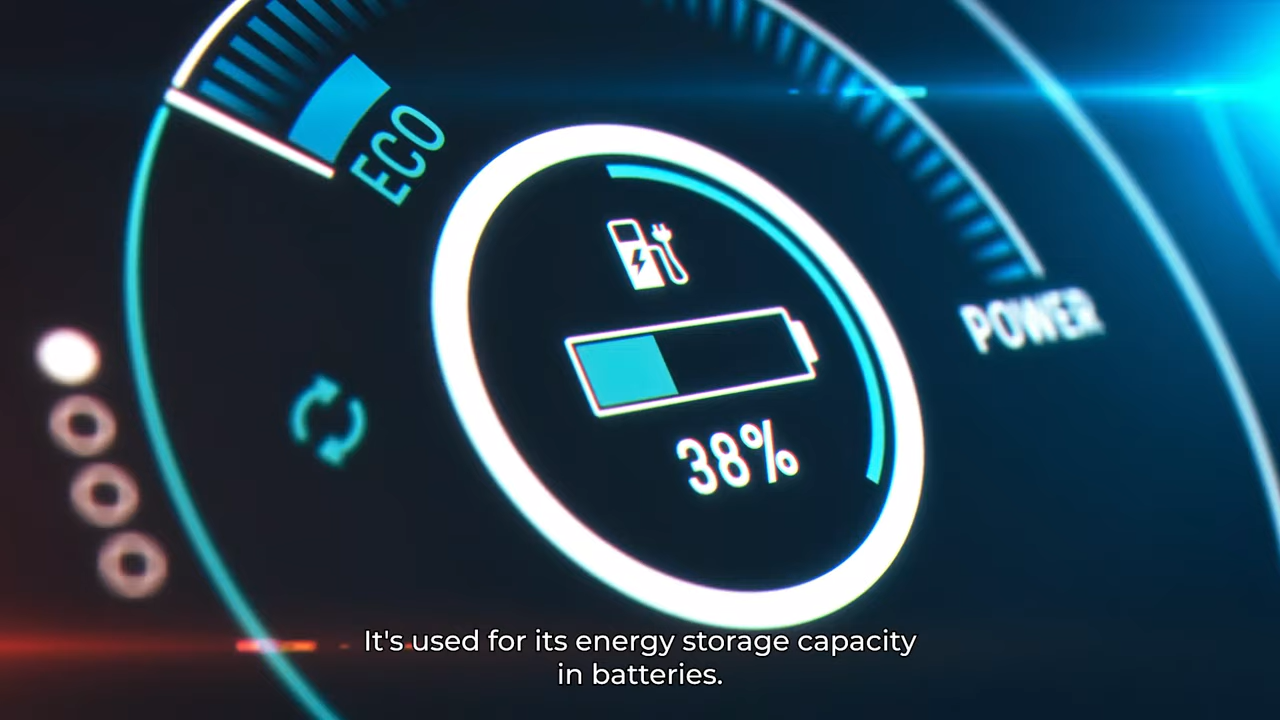 ECO
POWER
38%
It's used for its energy storage capacity
in batteries.